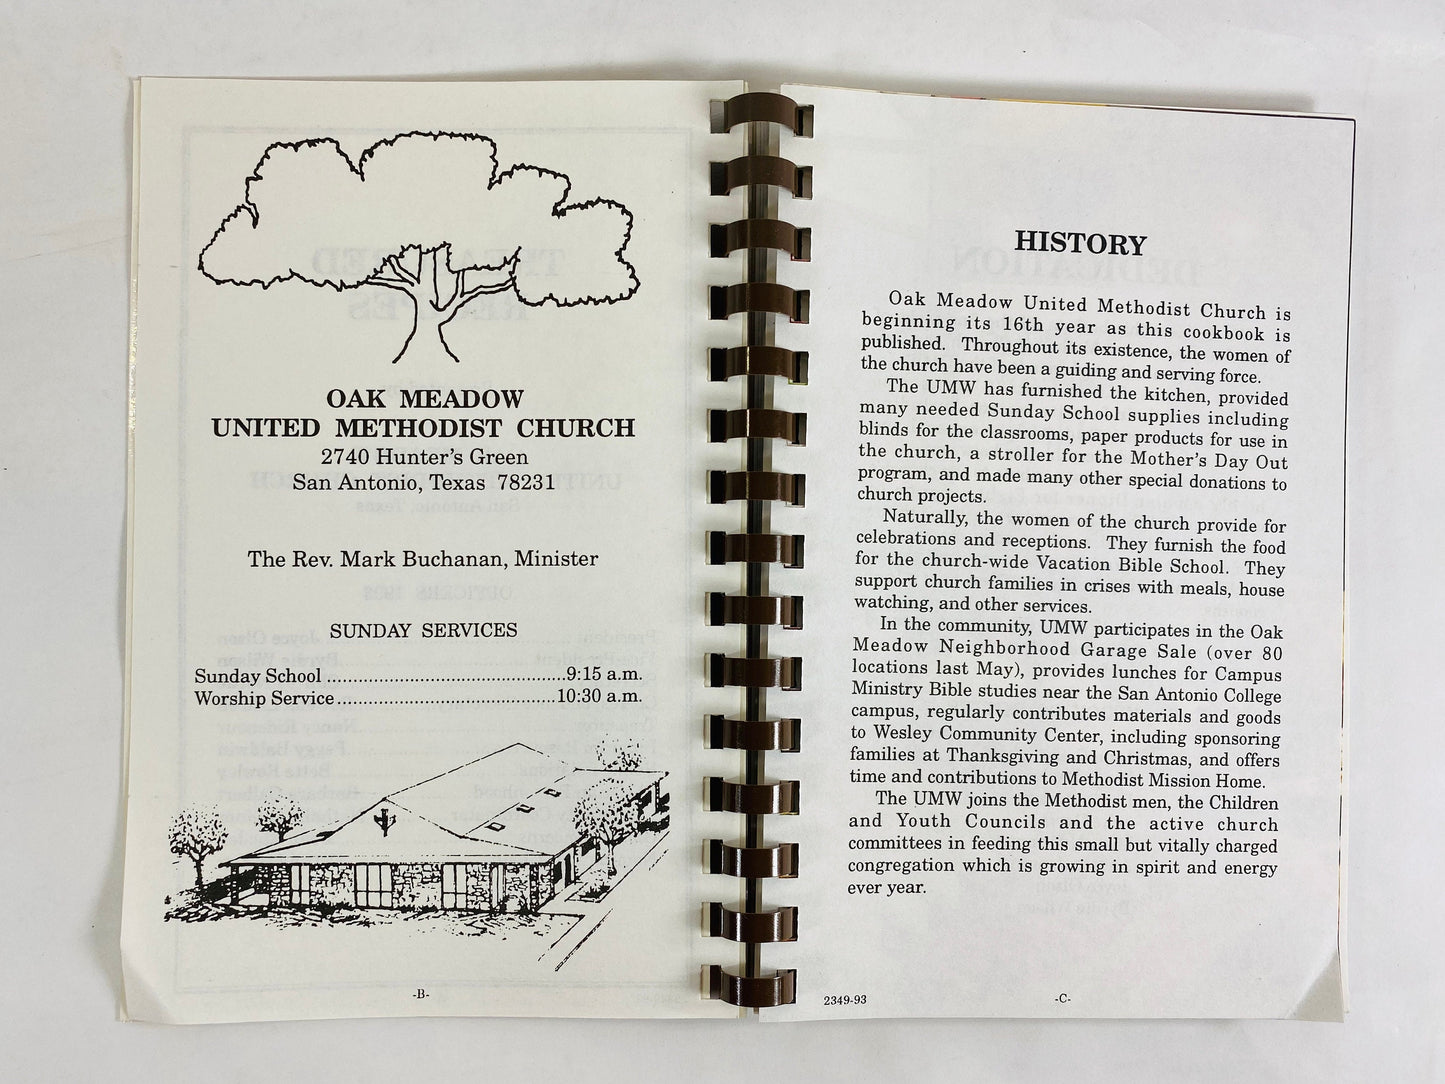 OAK MEADOW
UNITED METHODIST CHURCH
2740 Hunter's Green
San Antonio, Texas 78231
The Rev. Mark Buchanan, Minister
SUNDAY SERVICES
Sunday School ............................................9:15 a.m.
Worship Service.........................................10:30 a.m.
-B-
HISTORY
Oak Meadow United Methodist Church is
beginning its 16th year as this cookbook is
published. Throughout its existence, the women of
the church have been a guiding and serving force.
The UMW has furnished the kitchen, provided
many needed Sunday School supplies including
blinds for the classrooms, paper products for use in
the church, a stroller for the Mother's Day Out
program, and made many other special donations to
church projects.
Naturally, the women of the church provide for
celebrations and receptions. They furnish the food
for the church-wide Vacation Bible School. They
support church families in crises with meals, house
watching, and other services.
In the community, UMW participates in the Oak
Meadow Neighborhood Garage Sale (over 80
locations last May), provides lunches for Campus
Ministry Bible studies near the San Antonio College
campus, regularly contributes materials and goods
to Wesley Community Center, including sponsoring
families at Thanksgiving and Christmas, and offers
time and contributions to Methodist Mission Home.
The UMW joins the Methodist men, the Children
and Youth Councils and the active church
committees in feeding this small but vitally charged
congregation which is growing in spirit and energy
ever year.
2349-93
-C-